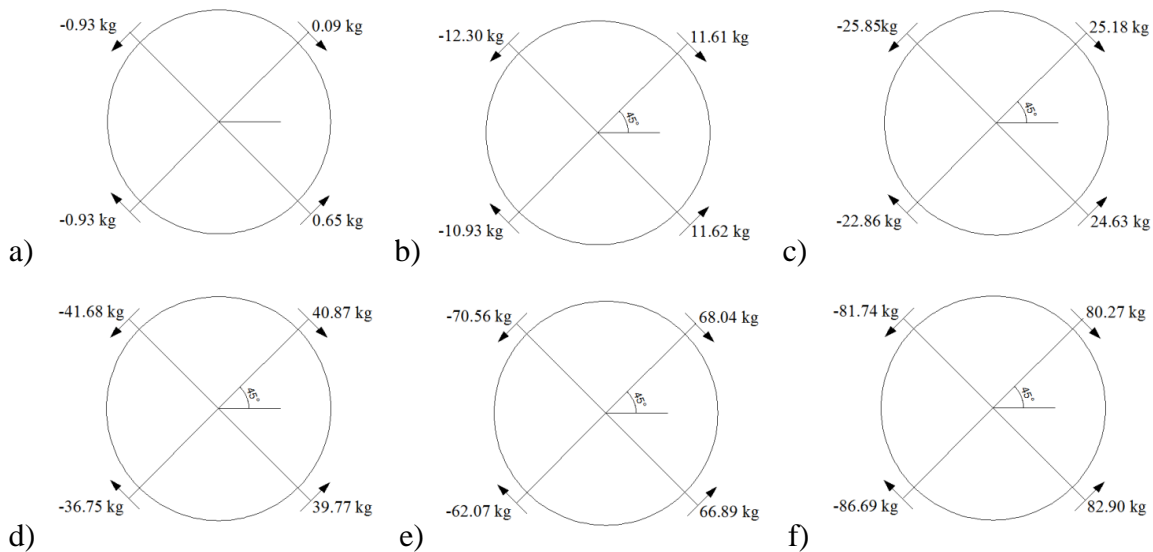 -0.93 kg
0.09 kg
-0.93 kg
0.65 kg
a)
-12.30 kg
11.61 kg
45°
-10.93 kg
11.62 kg
b)
-25.85kg
25.18 kg
45°
-22.86 kg
24.63 kg
c)
-41.68 kg
40.87 kg
45°
-36.75 kg
39.77 kg
d)
-70.56 kg
68.04 kg
45°
-62.07 kg
66.89 kg
e)
-81.74 kg
80.27 kg
45°
-86.69 kg
82.90 kg
f)